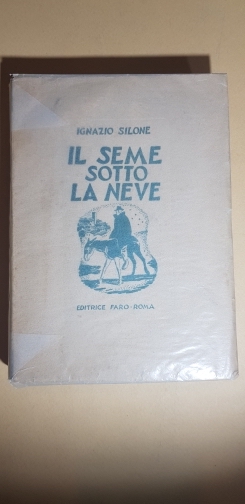 IGNAZIO SILONE
IL SEME
SOTTO
LA NEVE
EDITRICE FARO-ROMA